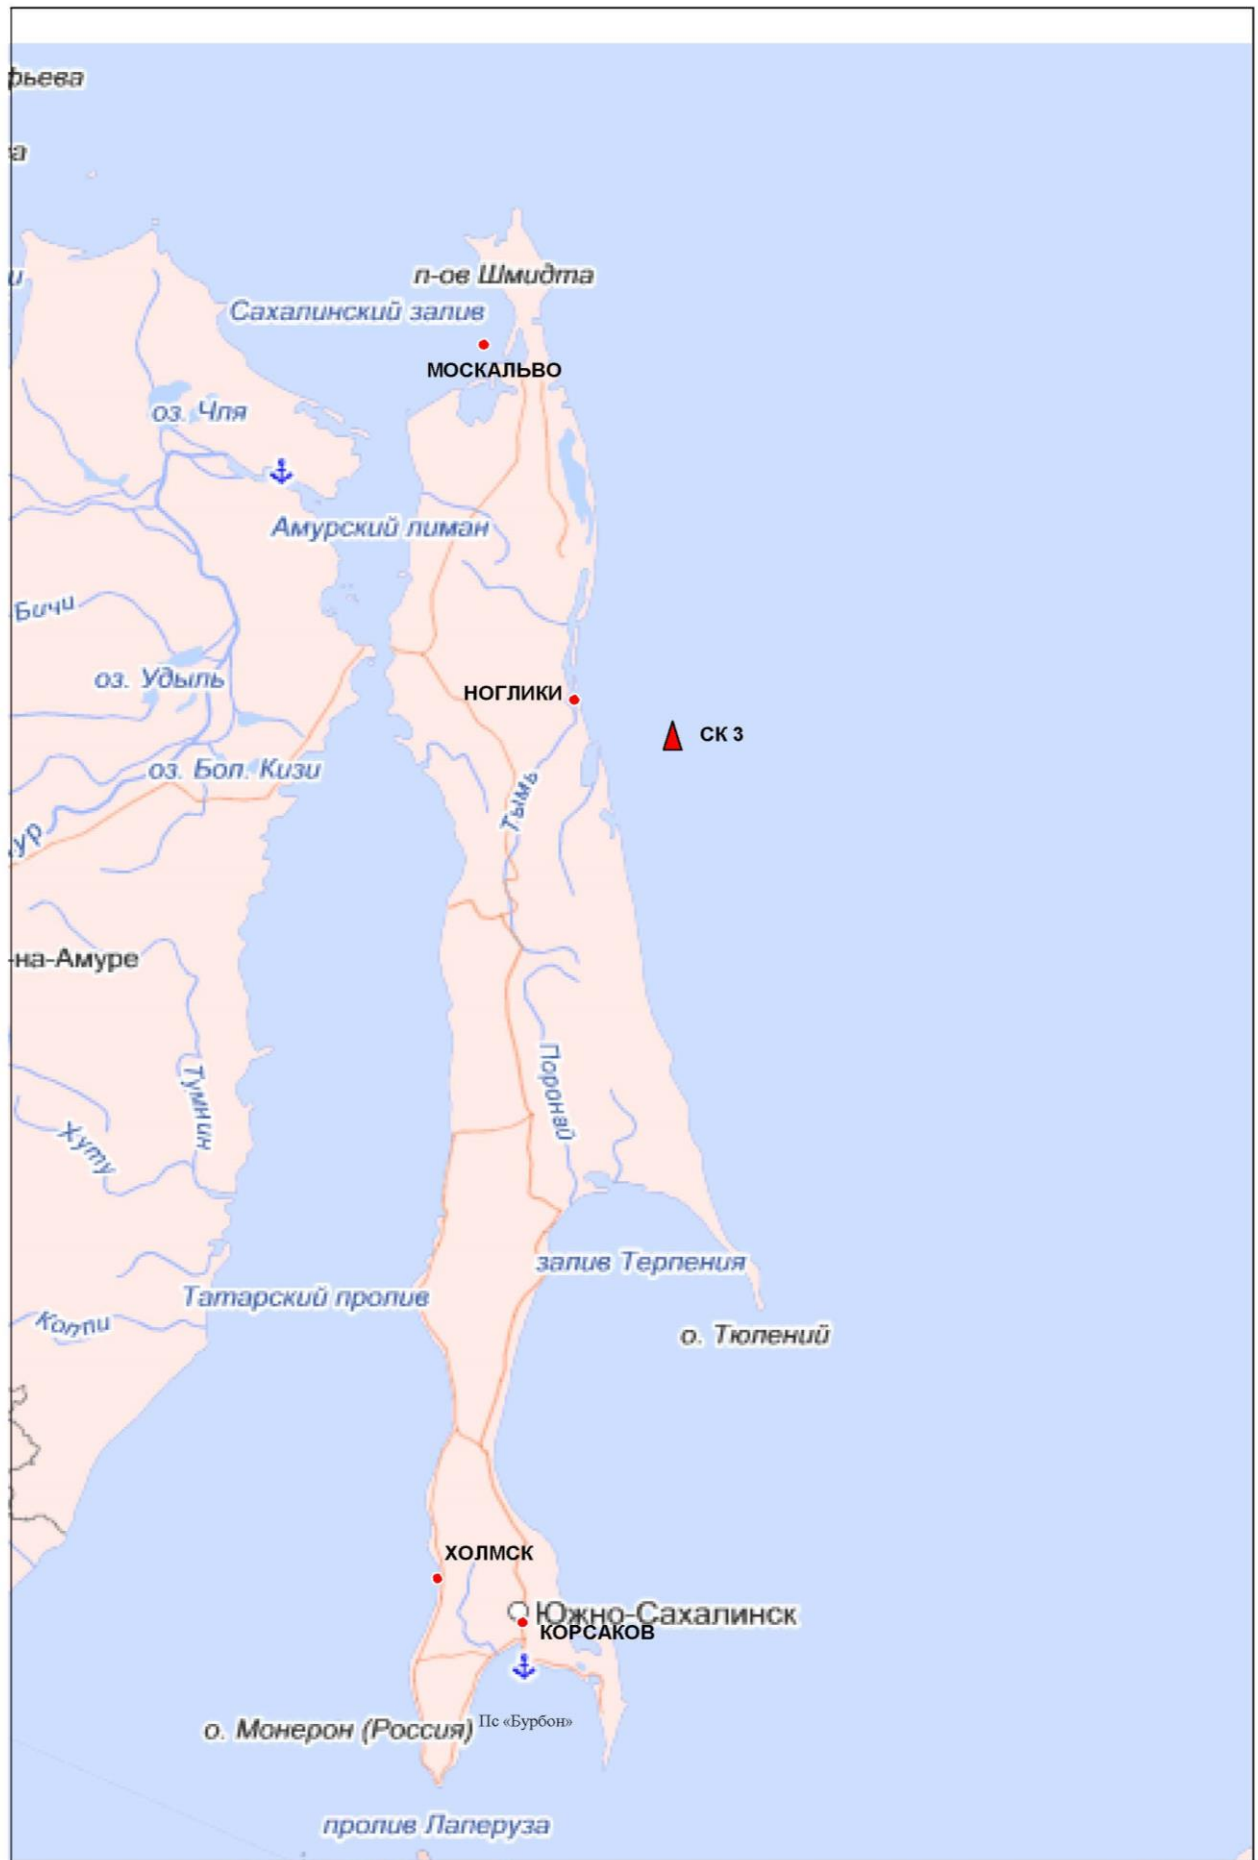 фьева
а
п-ов Шмидта
и
Сахалинский залив
МОСКАЛЬВО
оз. Чля
Амурский лиман
Бичи
оз. Удыль
НОГЛИКИ
СК 3
оз. Бол. Кизи
Тымь
ур
-на-Амуре
Поронай
Тумнин
Хуту
залив Терпения
Татарский пролив
Коппи
о. Тюлений
ХОЛМСК
Южно-Сахалинск
КОРСАКОВ
Пс «Бурбон»
о. Монерон (Россия)
пролив Лаперуза